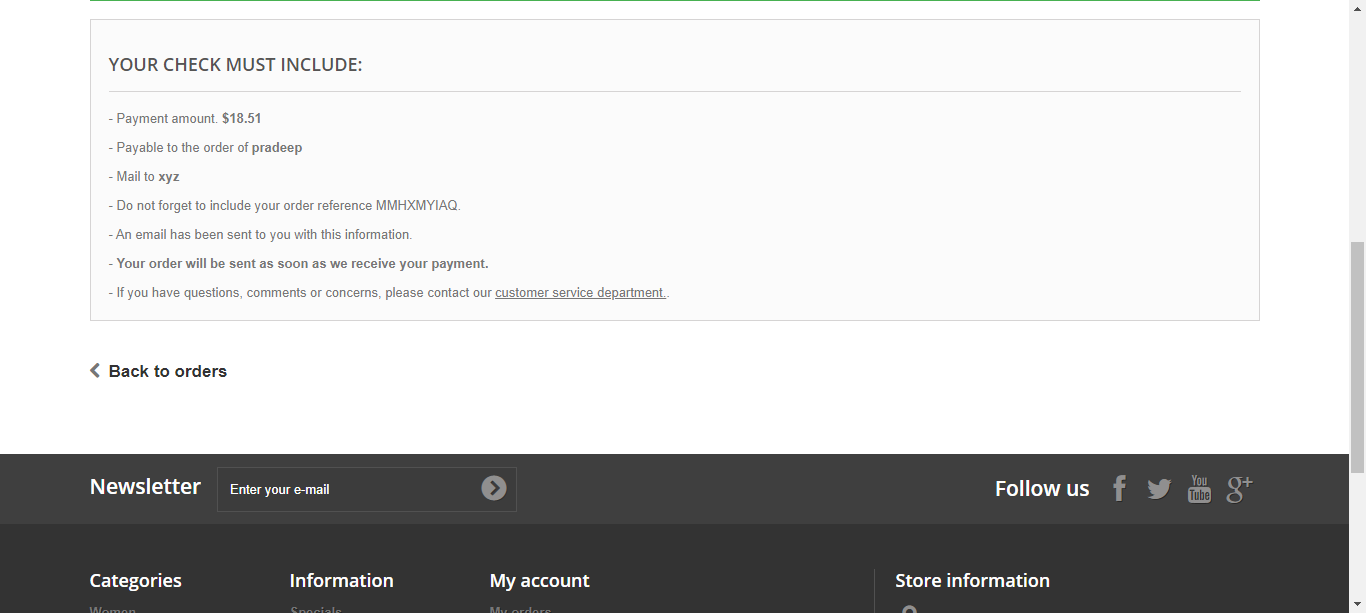 YOUR CHECK MUST INCLUDE:
- Payment amount. $18.51
- Payable to the order of pradeep
- Mail to xyz
- Do not forget to include your order reference MMHXMYIAQ.
- An email has been sent to you with this information.
- Your order will be sent as soon as we receive your payment.
- If you have questions, comments or concerns, please contact our customer service department..
Back to orders
Newsletter Enter your e-mail Follow us You Tube g+
Categories Information My account Store information
Women Specials My orders